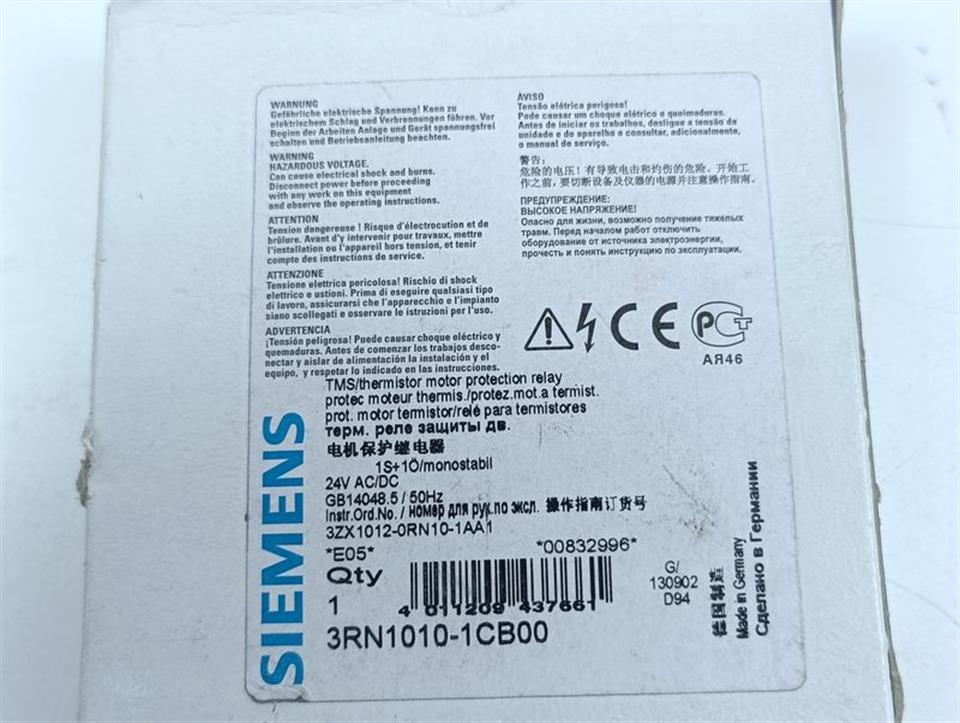 WARNUNG
Gefährliche elektrische Spannung! Kann zu
elektrischem Schlag und Verbrennungen führen. Vor
Beginn der Arbeiten Anlage und Gerät spannungsfrei
schalten und Betriebsanleitung beachten.
WARNING
HAZARDOUS VOLTAGE.
Can cause electrical shock and burns.
Disconnect power before proceeding
with any work on this equipment
and observe the operating instructions.
ATTENTION
Tension dangereuse ! Risque d'électrocution et de
brûlure. Avant d'y intervenir pour travaux, mettre
l'installation ou l'appareil hors tension, et tenir
compte des instructions de service.
ATTENZIONE
Tensione elettrica pericolosa! Rischio di shock
elettrico e ustioni. Prima di eseguire qualsiasi tipo
di lavoro, assicurarsi che l'apparecchio e l'impianto
siano scollegati e osservare le istruzioni per l'uso.
ADVERTENCIA
¡Tensión peligrosa! Puede causar choque eléctrico y
quemaduras. Antes de comenzar los trabajos desco-
nectar y aislar de alimentación la instalación y el
equipo, y respetar lo indicado en las instrucciones.
AVISO
Tensão elétrica perigosa!
Pode causar um choque elétrico a queimaduras.
Antes de iniciar os trabalhos, desligue a tensão da
unidade e do aparelho e consultar, adicionalmente,
o manual de serviço.
警告:
危险的电压! 有导致电击和灼伤的危险。开始工
作之前,要切断设备及仪器的电源并注意操作指南.
ПРЕДУПРЕЖДЕНИЕ:
ВЫСОКОЕ НАПРЯЖЕНИЕ!
Опасно для жизни, возможно получение тяжелых
травм. Перед началом работ отключить
оборудование от источника электроэнергии,
прочесть и понять инструкцию по эксплуатации.
CE
РСТ
АЯ46
SIEMENS
TMS/thermistor motor protection relay
protec moteur thermis./protez.mot.a termist.
prot. motor termistor/relé para termistores
терм. реле защиты дв.
电机保护继电器
1S+1Ö/monostabil
24V AC/DC
GB14048.5 / 50Hz
Instr.Ord.No. / номер для рук.по экспл. 操作指南订货号
3ZX1012-0RN10-1AA1
*E05*
*00832996*
Qty
1
4 011209 437661
3RN1010-1CB00
G/
130902
D94
德国制造
Made in Germany
Сделано в Германии